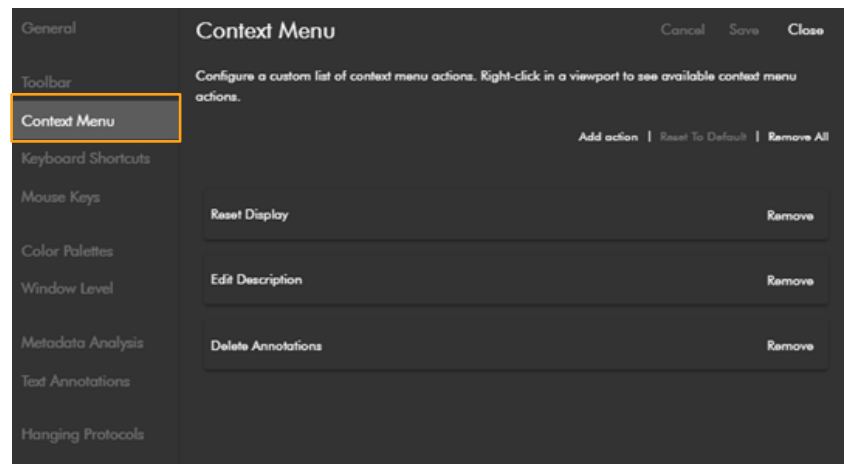 General
Toolbar
Context Menu
Keyboard Shortcuts
Mouse Keys
Color Palettes
Window Level
Metadata Analysis
Text Annotations
Hanging Protocols
Context Menu
Cancel Save Close
Configure a custom list of context menu actions. Right-click in a viewport to see available context menu
actions.
Add action | Reset To Default | Remove All
Reset Display Remove
Edit Description Remove
Delete Annotations Remove